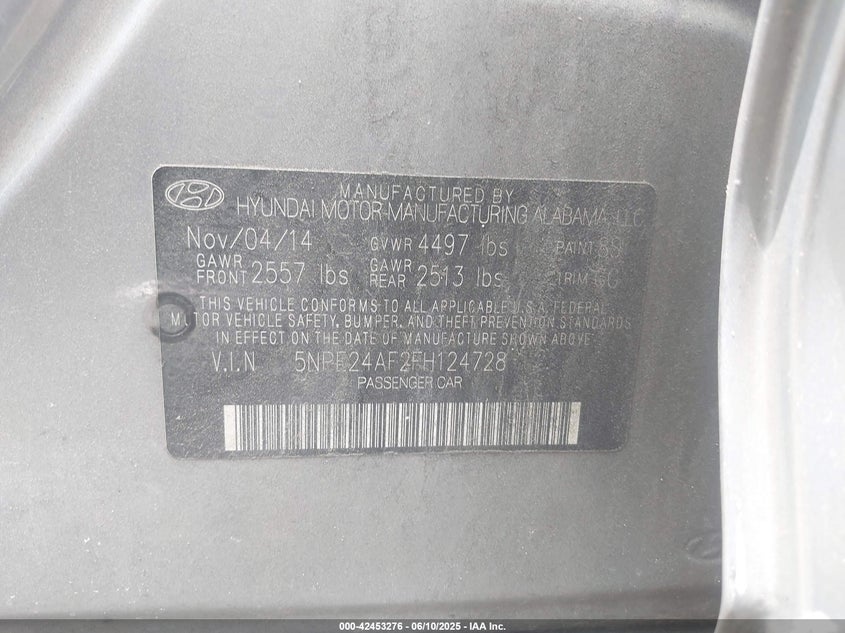 MANUFACTURED BY
HYUNDAI MOTOR MANUFACTURING ALABAMA, LLC
Nov/04/14 GVWR 4497 lbs PAINT
GAWR FRONT 2557 lbs GAWR REAR 2513 lbs TRIM
THIS VEHICLE CONFORMS TO ALL APPLICABLE U.S.A. FEDERAL
MOTOR VEHICLE SAFETY, BUMPER, AND THEFT PREVENTION STANDARDS
IN EFFECT ON THE DATE OF MANUFACTURE SHOWN ABOVE.
V.I.N 5NPE24AF2FH124728
PASSENGER CAR
000-42453276 - 06/10/2025 - IAA Inc.